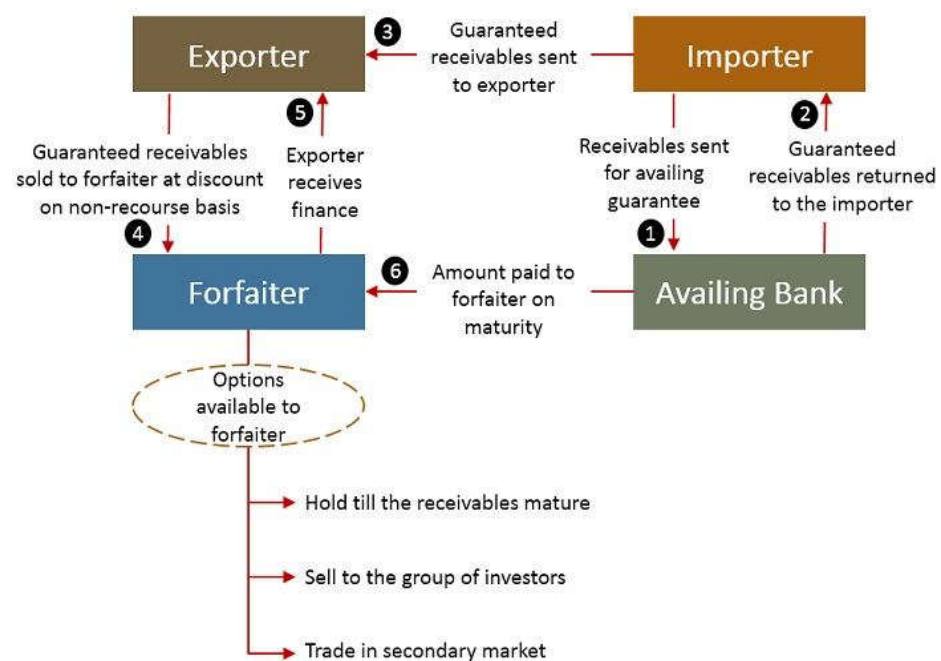 3
Exporter
Guaranteed
receivables sent
to exporter
Importer
5
2
Guaranteed receivables
sold to forfaiter at discount
on non-recourse basis
4
Exporter
receives
finance
Receivables sent
for availing
guarantee
1
Guaranteed
receivables returned
to the importer
6
Forfaiter
Amount paid to
forfaiter on
maturity
Availing Bank
Options
available to
forfaiter
Hold till the receivables mature
Sell to the group of investors
Trade in secondary market